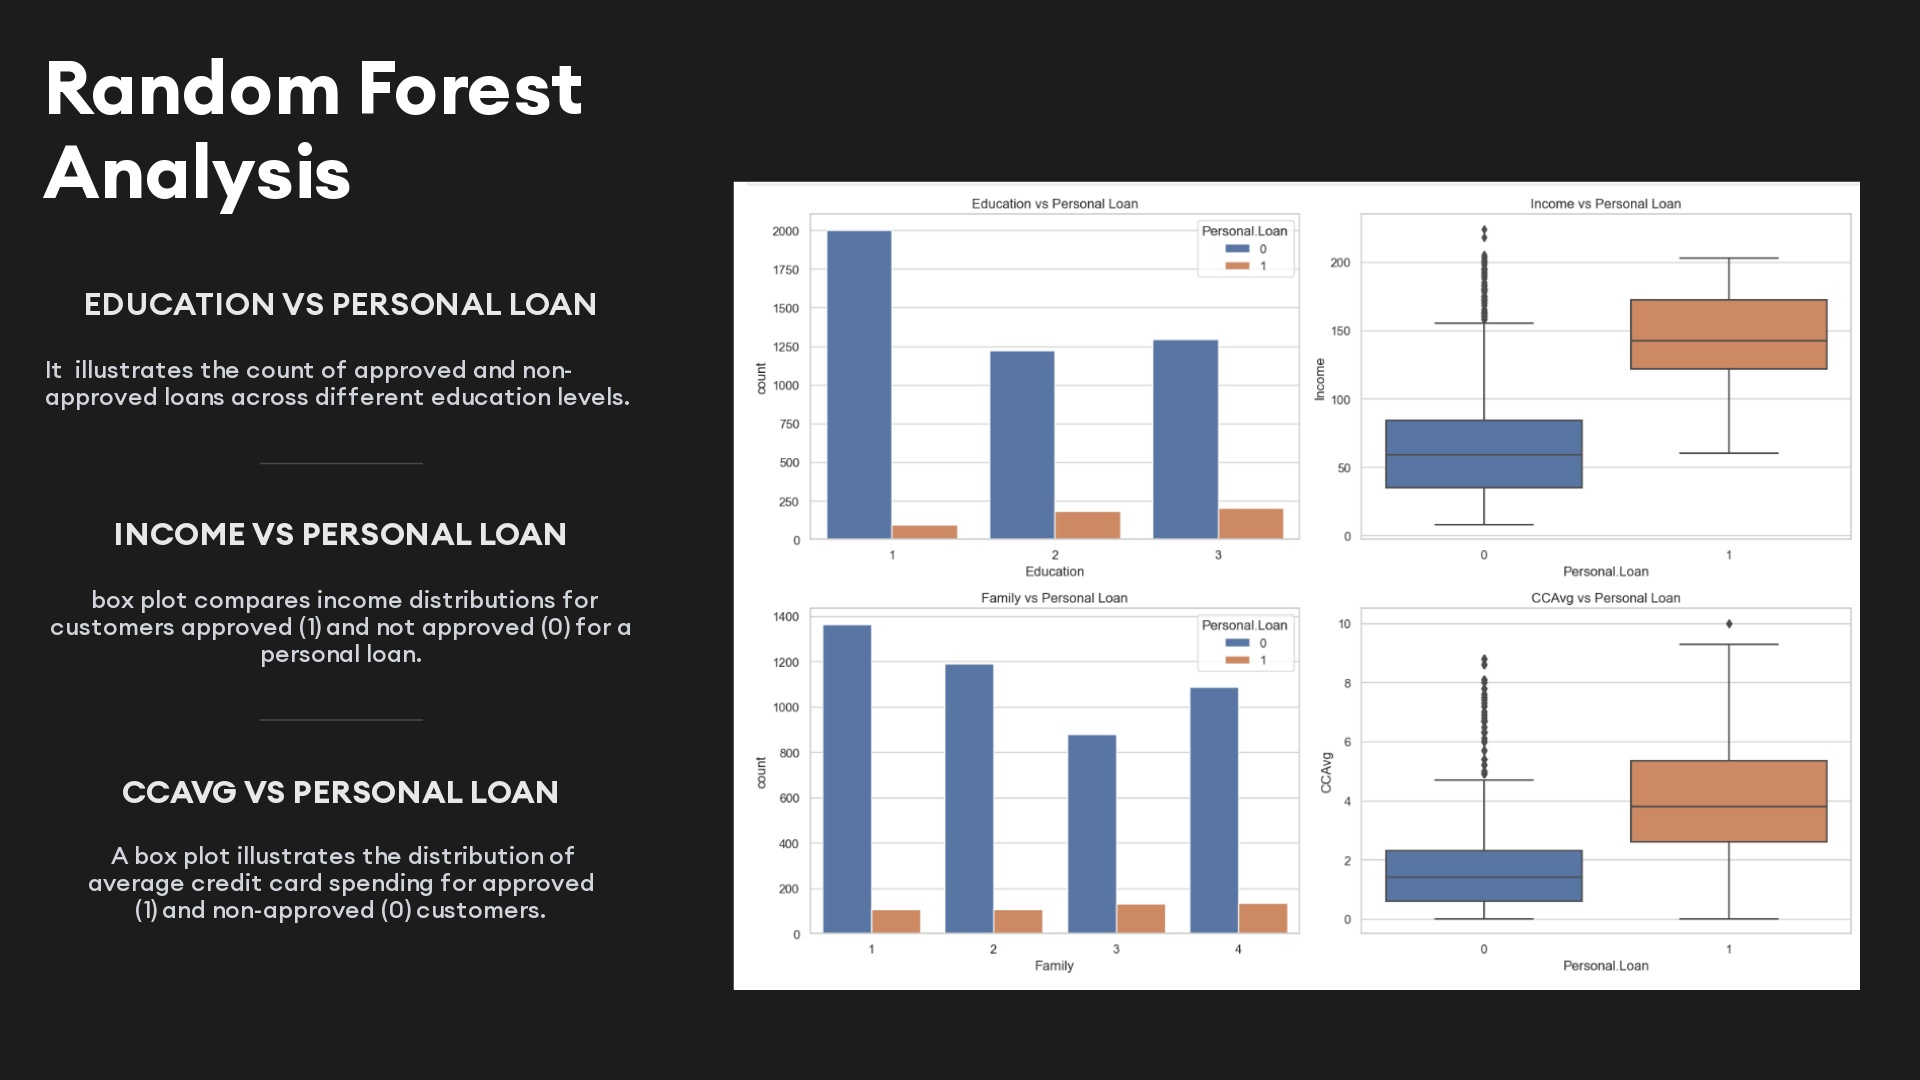 Random Forest
Analysis
EDUCATION VS PERSONAL LOAN
It illustrates the count of approved and non-
approved loans across different education levels.
INCOME VS PERSONAL LOAN
box plot compares income distributions for
customers approved (1) and not approved (0) for a
personal loan.
CCAVG VS PERSONAL LOAN
A box plot illustrates the distribution of
average credit card spending for approved
(1) and non-approved (0) customers.
Education vs Personal Loan
Personal.Loan
0
1
2000
1750
1500
1250
1000
750
500
250
0
count
1 2 3
Education
Income vs Personal Loan
200
150
100
50
0
Income
0 1
Personal.Loan
Family vs Personal Loan
Personal.Loan
0
1
1400
1200
1000
800
600
400
200
0
count
1 2 3 4
Family
CCAvg vs Personal Loan
10
8
6
4
2
0
CCAvg
0 1
Personal.Loan